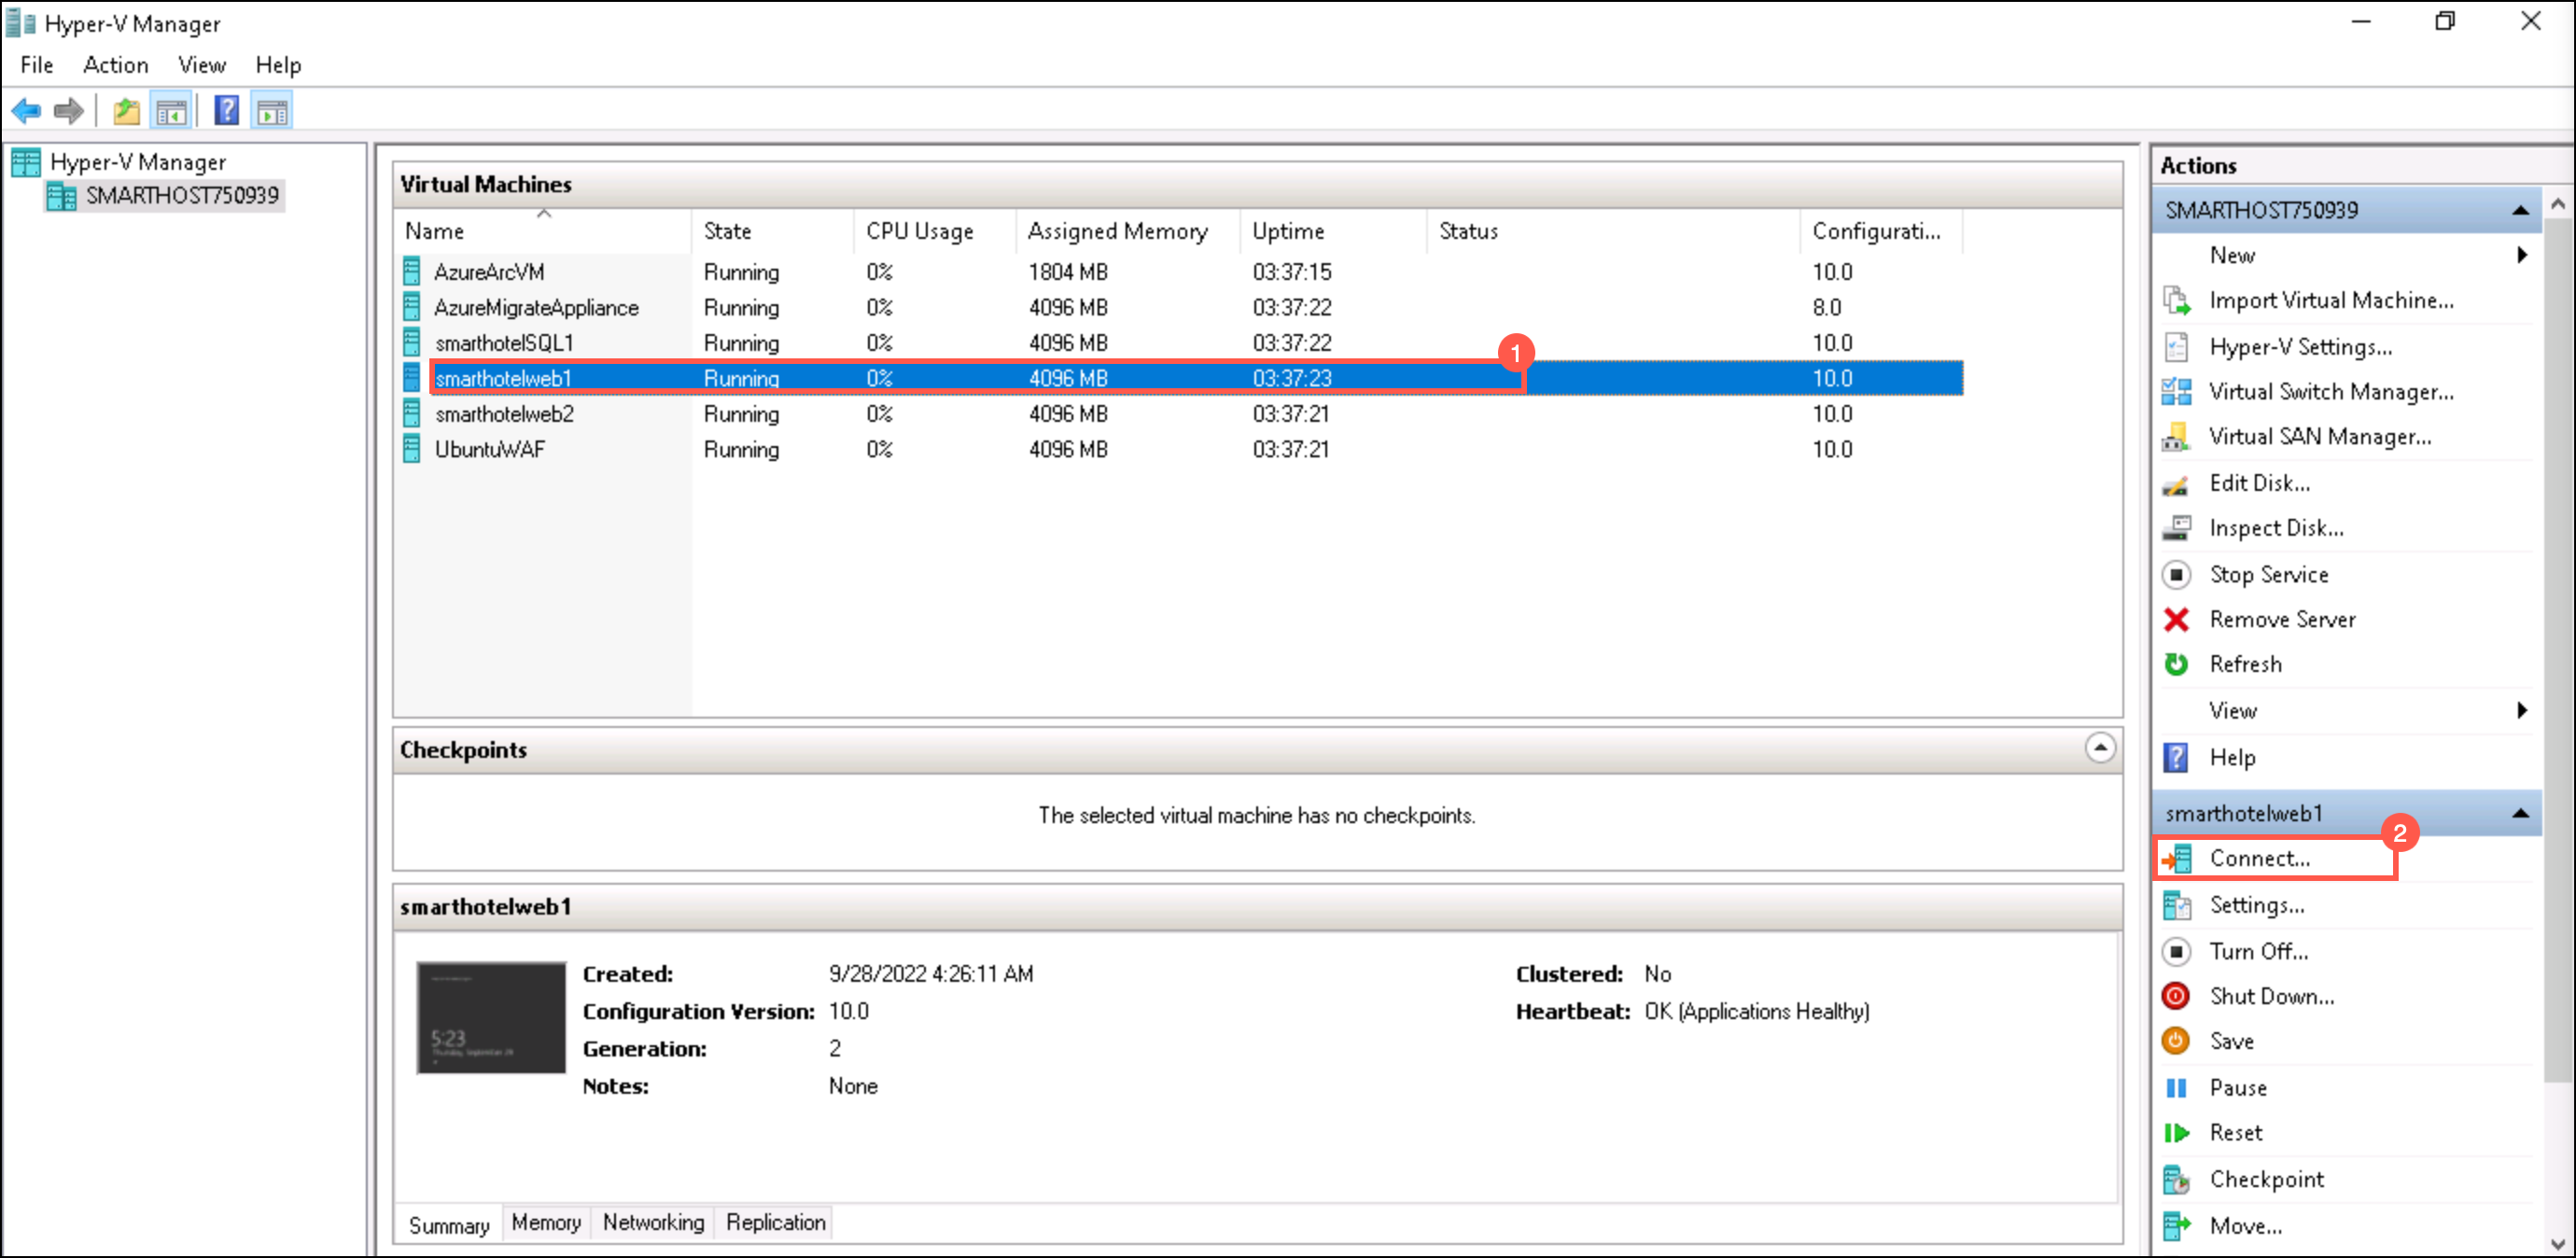 Hyper-V Manager
File Action View Help
Hyper-V Manager
SMARTHOST750939
Virtual Machines
Name State CPU Usage Assigned Memory Uptime Status Configurati...
AzureArcVM Running 0% 1804 MB 03:37:15 10.0
AzureMigrateAppliance Running 0% 4096 MB 03:37:22 8.0
smarthotelSQL1 Running 0% 4096 MB 03:37:22 10.0
1
smarthotelweb1 Running 0% 4096 MB 03:37:23 10.0
smarthotelweb2 Running 0% 4096 MB 03:37:21 10.0
UbuntuWAF Running 0% 4096 MB 03:37:21 10.0
Checkpoints
The selected virtual machine has no checkpoints.
smarthotelweb1
5:23
Thursday, September 29
Created: 9/28/2022 4:26:11 AM
Configuration Version: 10.0
Generation: 2
Notes: None
Clustered: No
Heartbeat: OK (Applications Healthy)
Summary Memory Networking Replication
Actions
SMARTHOST750939
New
Import Virtual Machine...
Hyper-V Settings...
Virtual Switch Manager...
Virtual SAN Manager...
Edit Disk...
Inspect Disk...
Stop Service
Remove Server
Refresh
View
Help
smarthotelweb1
2
Connect...
Settings...
Turn Off...
Shut Down...
Save
Pause
Reset
Checkpoint
Move...